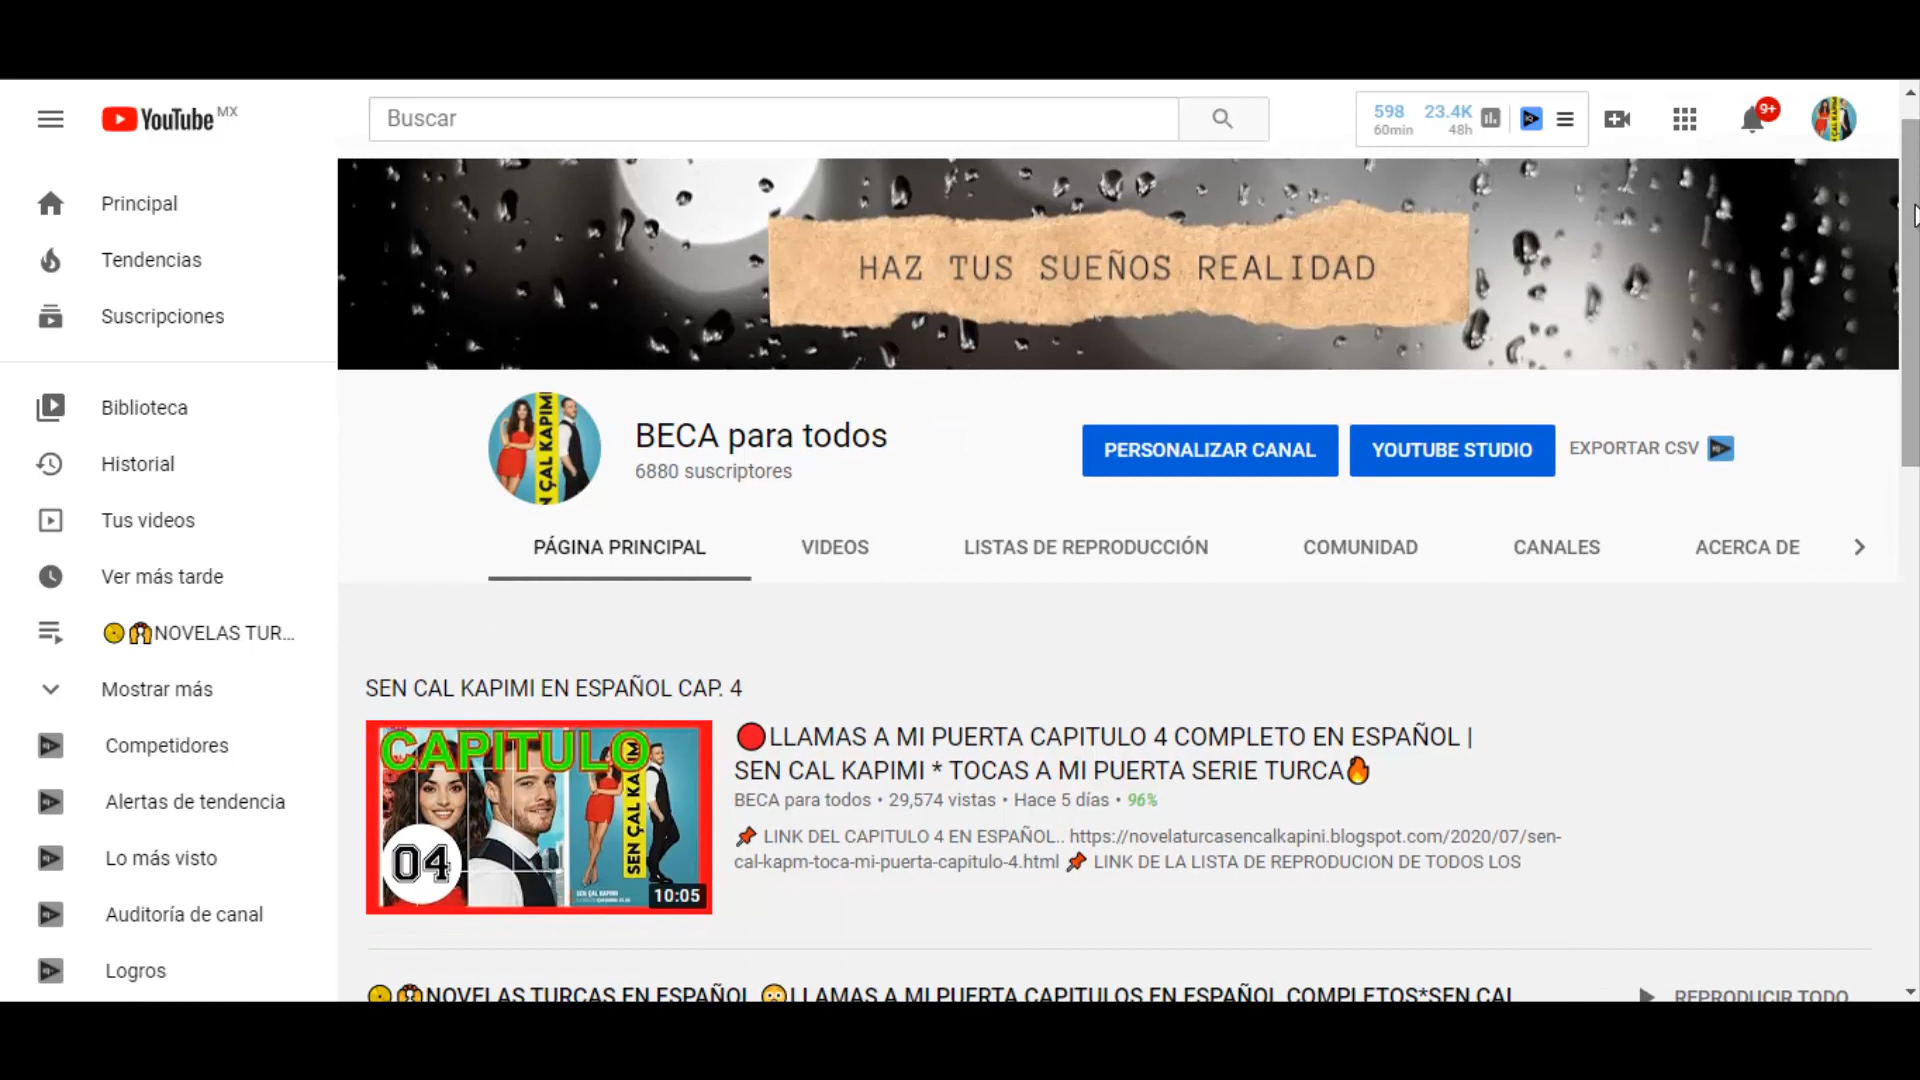 YouTube MX
Buscar
598 23.4K
60min 48h
9+
Principal
Tendencias
Suscripciones
Biblioteca
Historial
Tus videos
Ver más tarde
NOVELAS TUR...
Mostrar más
Competidores
Alertas de tendencia
Lo más visto
Auditoría de canal
Logros
HAZ TUS SUEÑOS REALIDAD
SEN ÇAL KAPIMI
BECA para todos
6880 suscriptores
PERSONALIZAR CANAL
YOUTUBE STUDIO
EXPORTAR CSV
PÁGINA PRINCIPAL
VIDEOS
LISTAS DE REPRODUCCIÓN
COMUNIDAD
CANALES
ACERCA DE
SEN CAL KAPIMI EN ESPAÑOL CAP. 4
CAPITULO
04
SEN ÇAL KAPIM
SEN ÇAL KAPIMI
10:05
🔴LLAMAS A MI PUERTA CAPITULO 4 COMPLETO EN ESPAÑOL |
SEN CAL KAPIMI * TOCAS A MI PUERTA SERIE TURCA🔥
BECA para todos • 29,574 vistas • Hace 5 días • 96%
📌 LINK DEL CAPITULO 4 EN ESPAÑOL.. https://novelaturcasencalkapini.blogspot.com/2020/07/sen-
cal-kapm-toca-mi-puerta-capitulo-4.html 📌 LINK DE LA LISTA DE REPRODUCION DE TODOS LOS
NOVELAS TURCAS EN ESPAÑOL 😳LLAMAS A MI PUERTA CAPITULOS EN ESPAÑOL COMPLETOS*SEN CAL
REPRODUCIR TODO